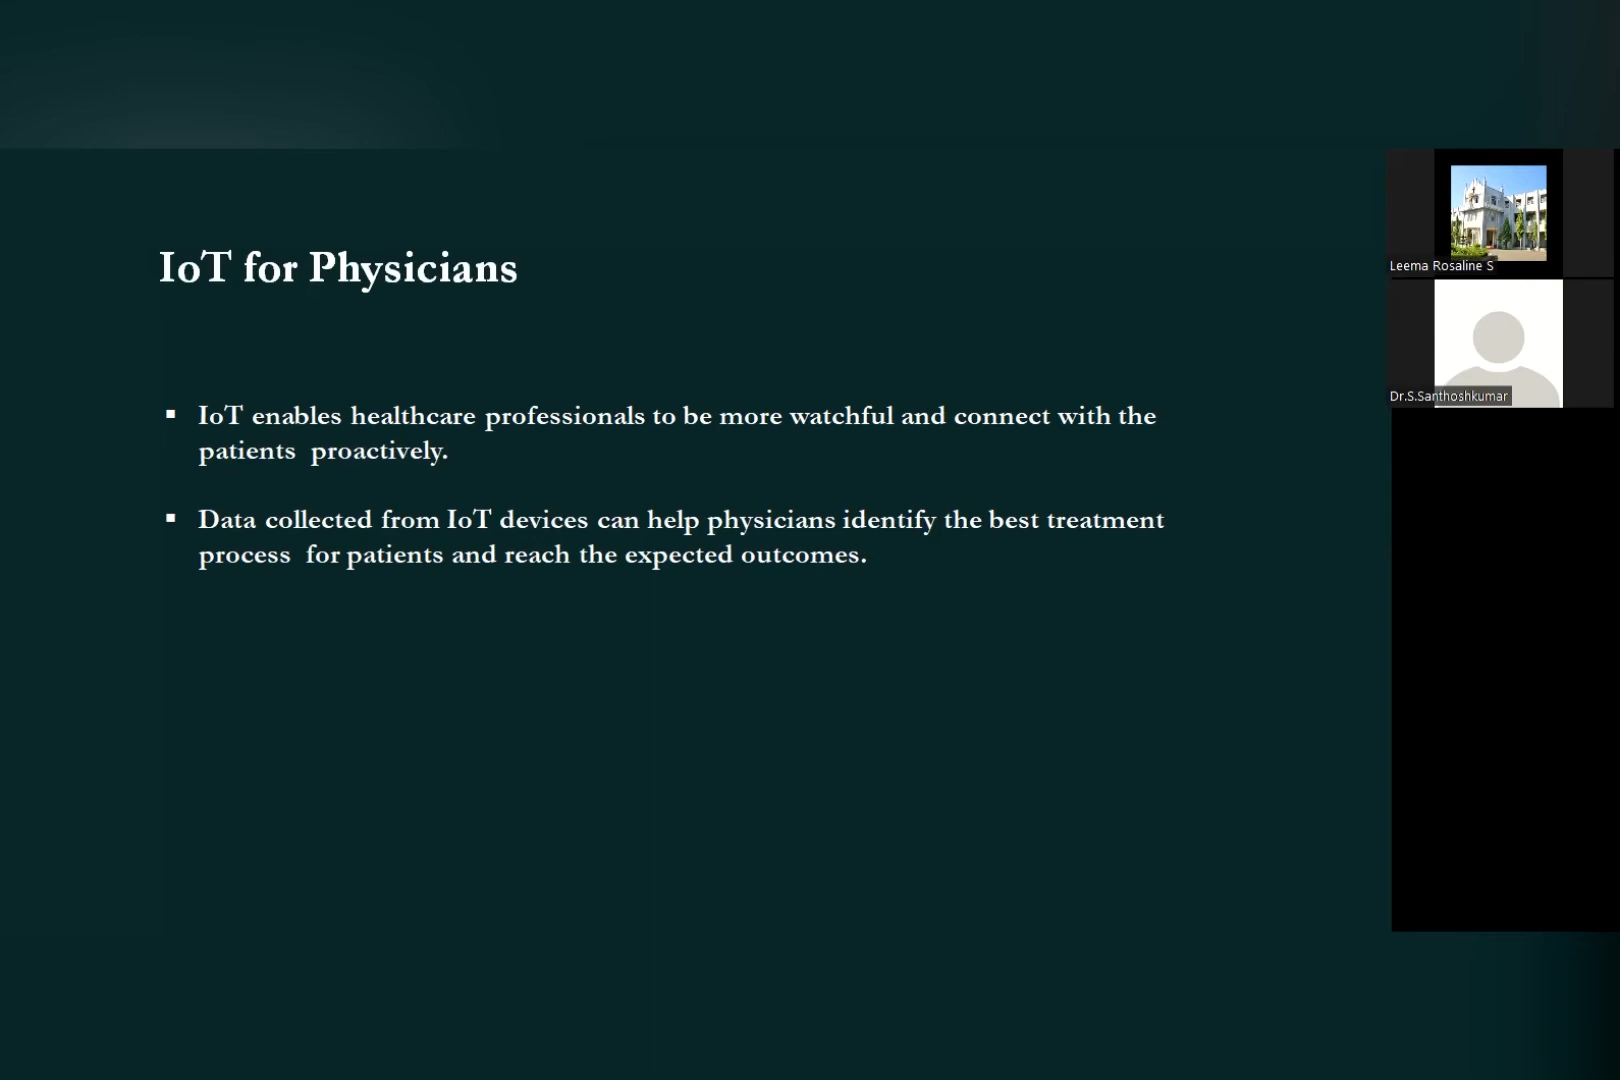 IoT for Physicians
IoT enables healthcare professionals to be more watchful and connect with the
patients proactively.
Data collected from IoT devices can help physicians identify the best treatment
process for patients and reach the expected outcomes.
Leema Rosaline S
Dr.S.Santhoshkumar